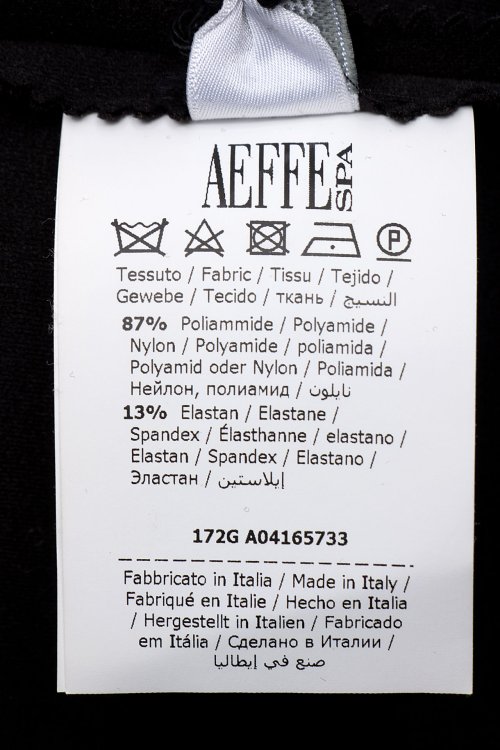 AEFFE SPA
P
Tessuto / Fabric / Tissu / Tejido /
Gewebe / Tecido / ткань / النسيج
87% Poliammide / Polyamide /
Nylon / Polyamide / poliamida /
Polyamid oder Nylon / Poliamida /
Нейлон, полиамид / نايلون
13% Elastan / Elastane /
Spandex / Élasthanne / elastano /
Elastan / Spandex / Elastano /
Эластан / إيلاستين
172G A04165733
Fabbricato in Italia / Made in Italy /
Fabriqué en Italie / Hecho en Italia
/ Hergestellt in Italien / Fabricado
em Itália / Сделано в Италии /
صنع في إيطاليا